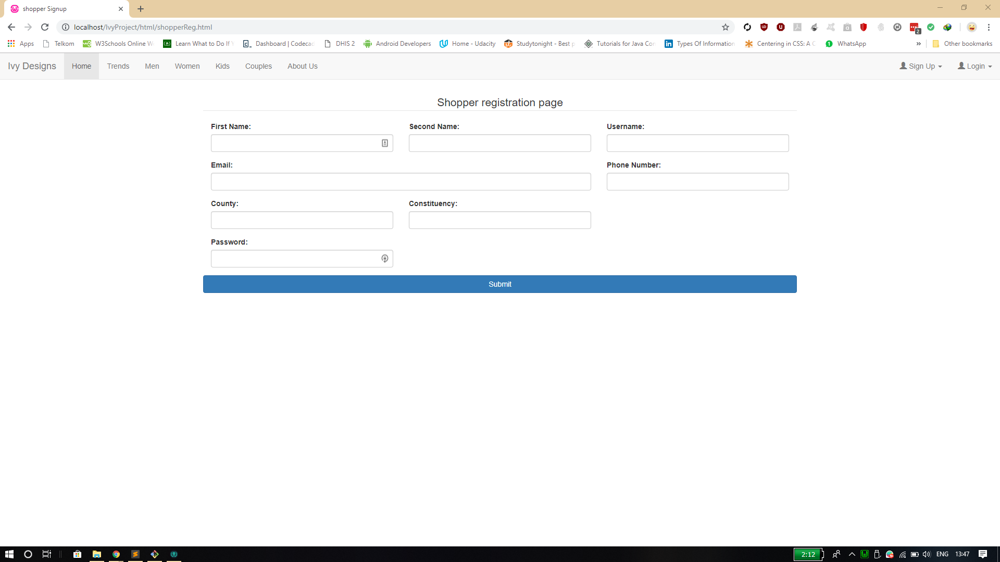 shopper Signup
localhost/IvyProject/html/shopperReg.html
2
Apps Telkom W3Schools Online W Learn What to Do If Dashboard | Codecac DHIS 2 Android Developers Home - Udacity Studytonight - Best p Tutorials for Java Con Types Of Information Centering in CSS: A C 1 WhatsApp » Other bookmarks
Ivy Designs Home Trends Men Women Kids Couples About Us Sign Up Login
Shopper registration page
First Name: Second Name: Username:
Email: Phone Number:
County: Constituency:
Password:
Submit
2:12 ENG 13:47